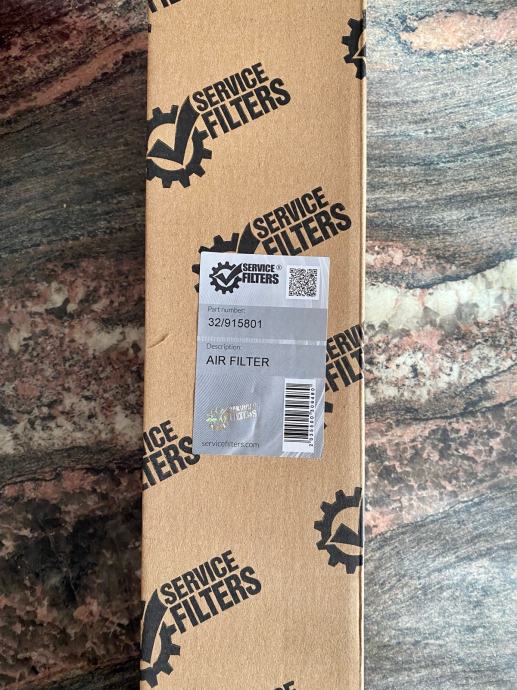 SERVICE
FILTERS
SERVICE
FILTERS
SERVICE ®
FILTERS
Part number:
32/915801
Description:
AIR FILTER
SERVICE
FILTERS
servicefilters.com
SERVICE
FILTERS